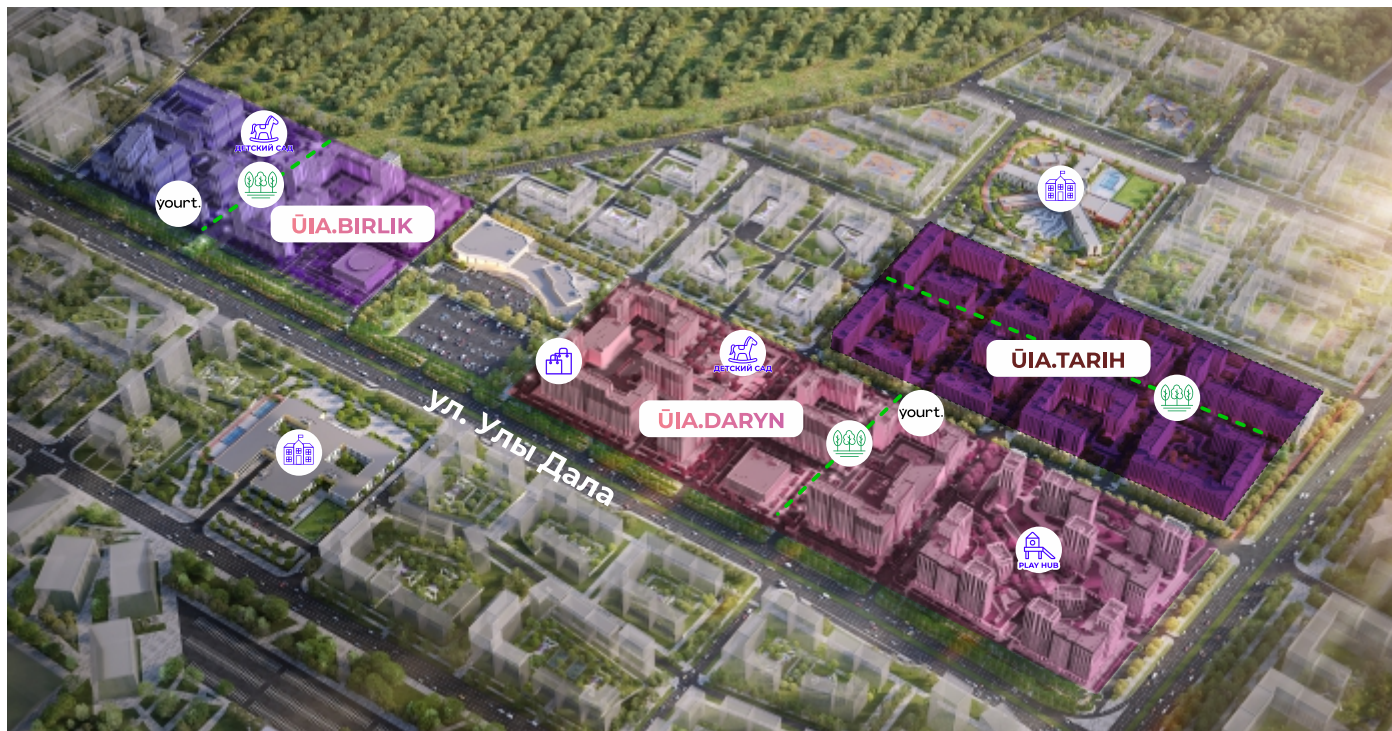 ДЕТСКИЙ САД
yourt.
ŪIA.BIRLIK
ДЕТСКИЙ САД
ŪIA.TARIH
ŪIA.DARYN
yourt.
ул. Улы Дала
PLAY HUB